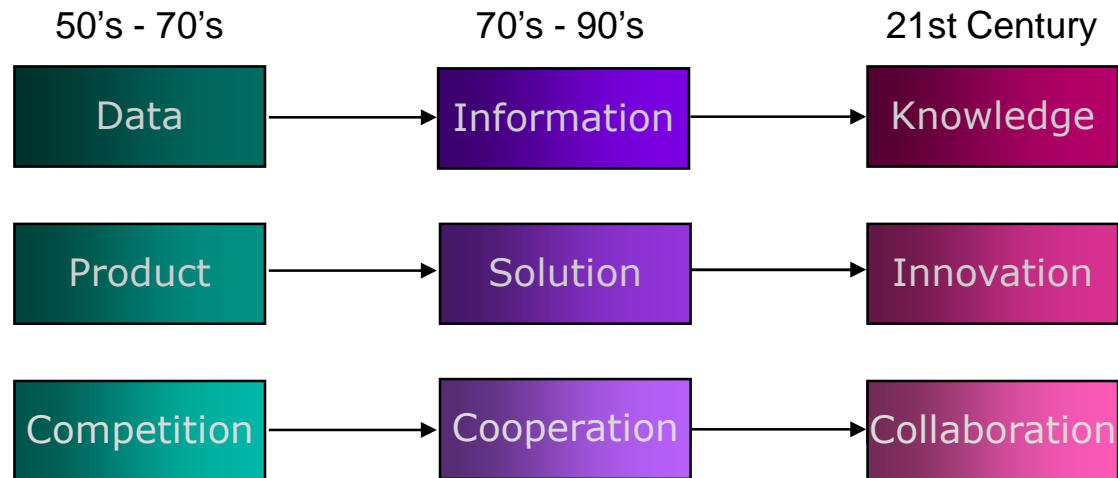 50’s - 70’s 70’s - 90’s 21st Century
Data Information Knowledge
Product Solution Innovation
Competition Cooperation Collaboration